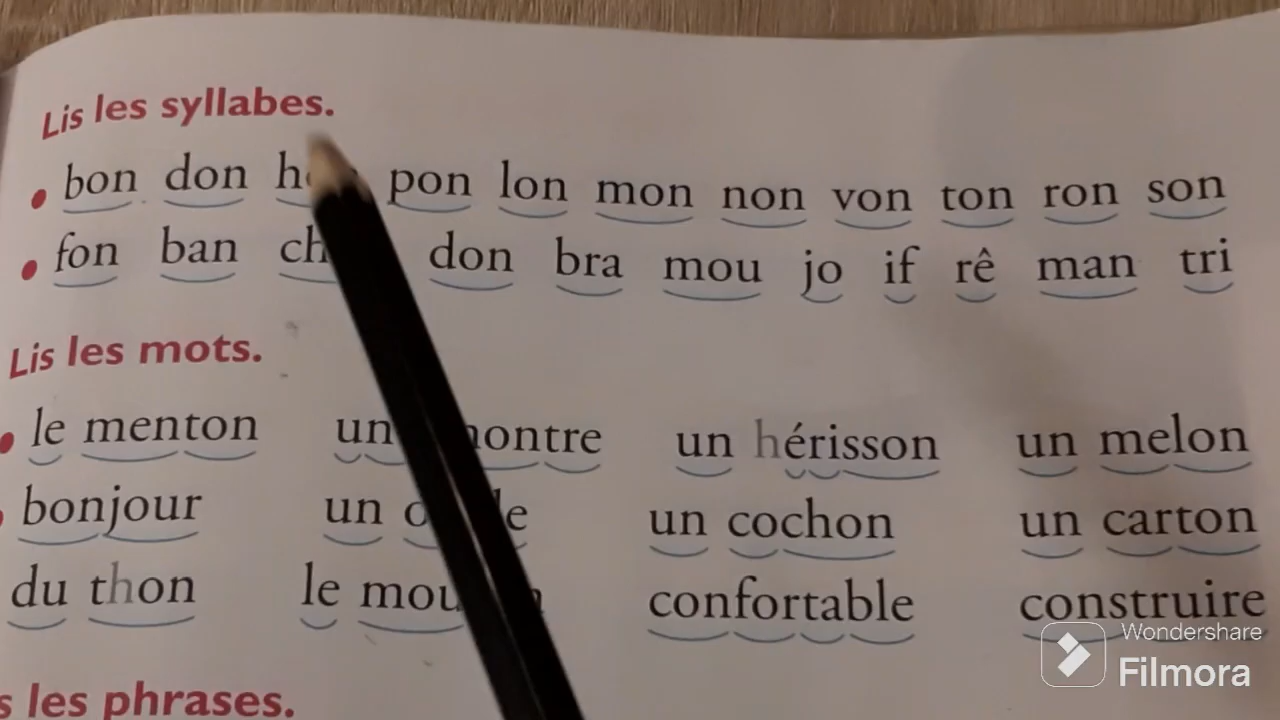 Lis les syllabes.
bon don pon lon mon non von ton ron son
fon ban don bra mou jo if rê man tri
Lis les mots.
le menton un hérisson un melon
bonjour un un cochon un carton
du thon le confortable construire
les phrases.
Wondershare
Filmora